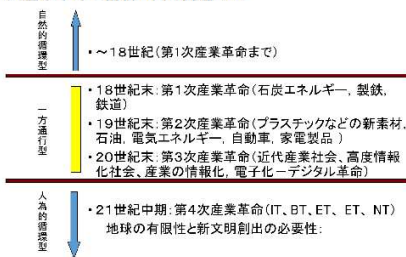 自然的循環型
・～18世紀(第1次産業革命まで)
一方通行型
・18世紀末:第1次産業革命(石炭エネルギー, 製鉄,
鉄道)
・19世紀末:第2次産業革命(プラスチックなどの新素材,
石油, 電気エネルギー, 自動車, 家電製品 )
・20世紀末:第3次産業革命(近代産業社会、高度情報
化社会、産業の情報化, 電子化－デジタル革命)
人為的循環型
・21世紀中期:第4次産業革命(IT、BT、ET、 ET、 NT)
地球の有限性と新文明創出の必要性: